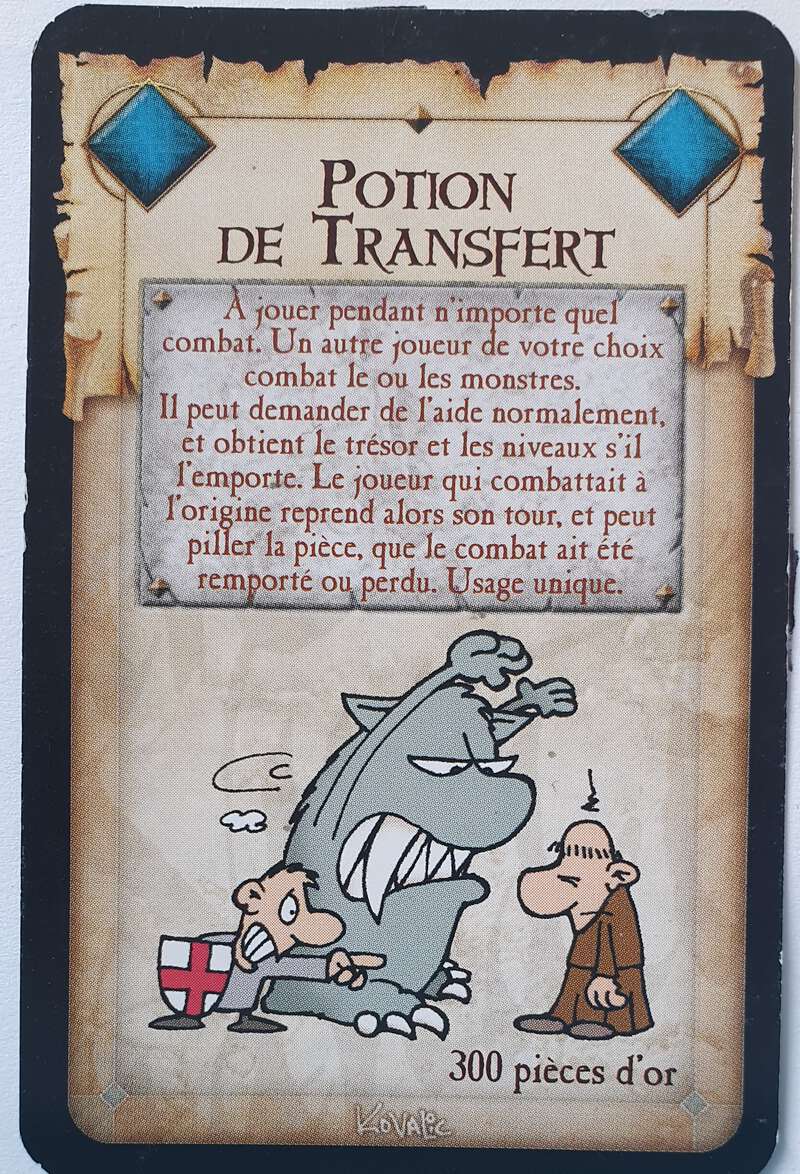 POTION
DE TRANSFERT
À jouer pendant n'importe quel
combat. Un autre joueur de votre choix
combat le ou les monstres.
Il peut demander de l'aide normalement,
et obtient le trésor et les niveaux s'il
l'emporte. Le joueur qui combattait à
l'origine reprend alors son tour, et peut
piller la pièce, que le combat ait été
remporté ou perdu. Usage unique.
300 pièces d'or
KOVALIC